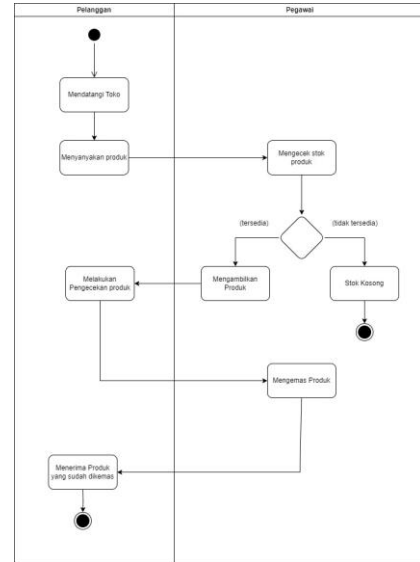 Pelanggan
Pegawai
Mendatangi Toko
Menyanyakan produk
Mengecek stok
produk
(tersedia)
(tidak tersedia)
Melakukan
Pengecekan produk
Mengambilkan
Produk
Stok Kosong
Mengemas Produk
Menerima Produk
yang sudah dikemas